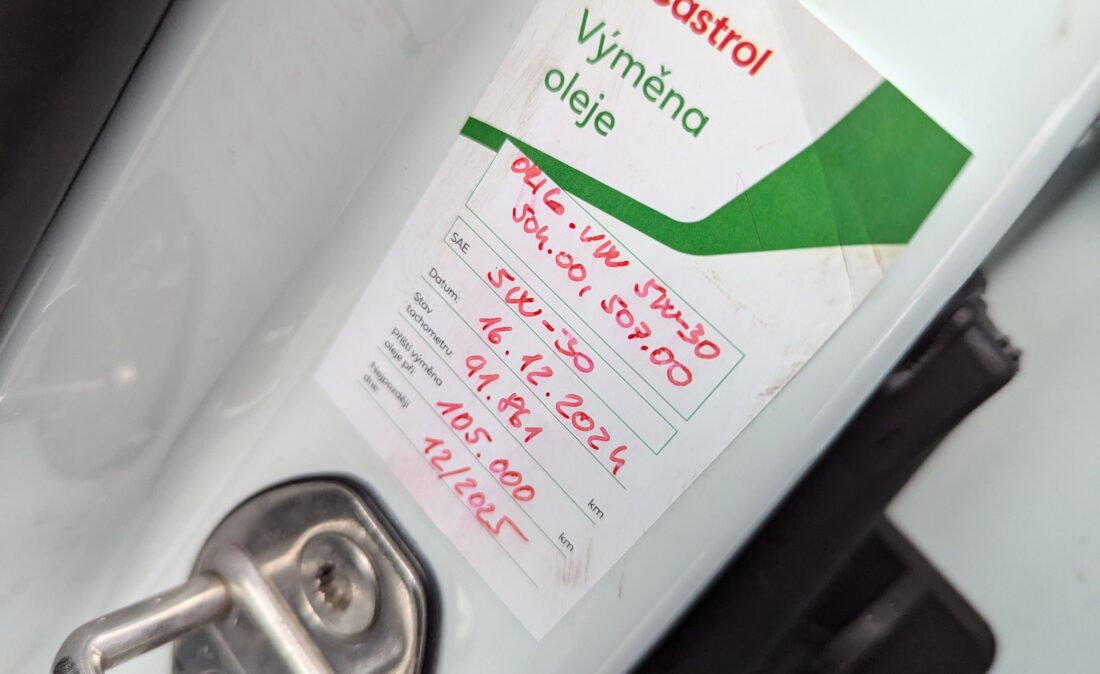 Castrol
Výměna
oleje
ORIG. VW 5W-30
504.00, 507.00
SAE 5W-30
Datum: 16.12.2024
Stav
tachometru: 91.861 km
Příští výměna
oleje při: 105.000 km
Nejpozději
dne 12/2025